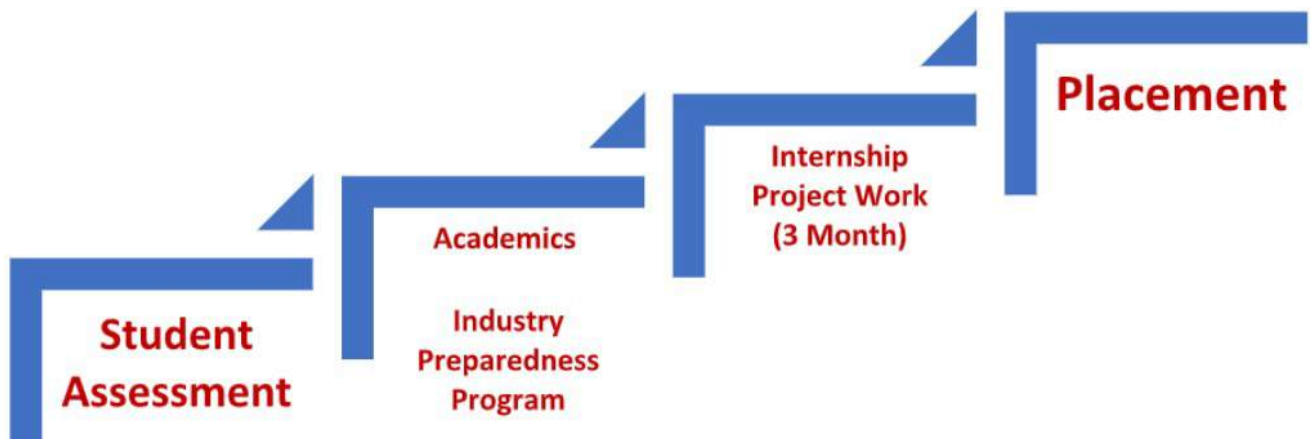 Student
Assessment
Academics
Industry
Preparedness
Program
Internship
Project Work
(3 Month)
Placement